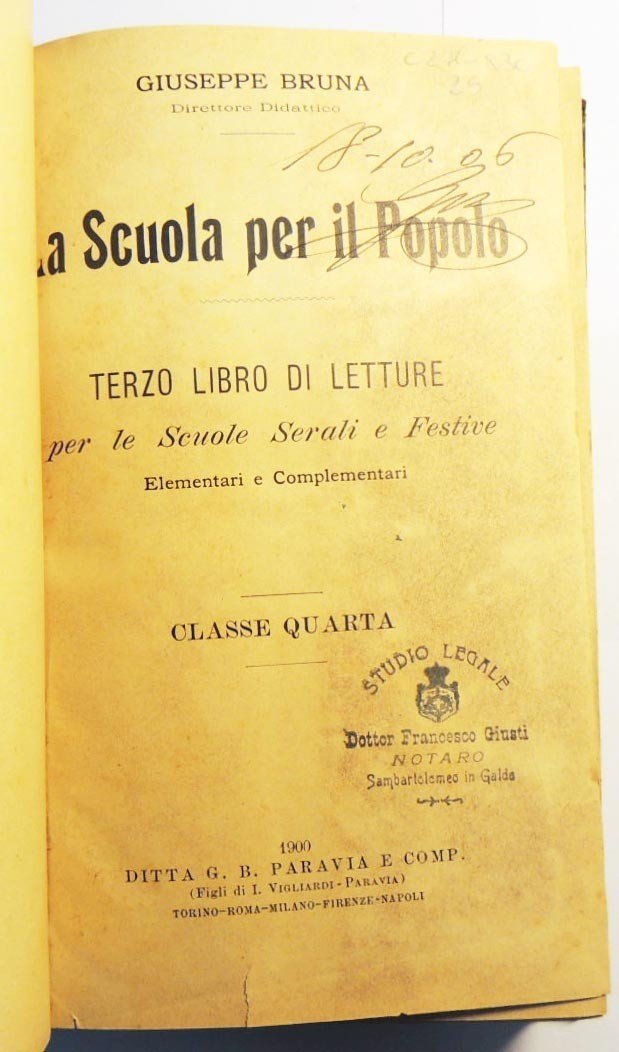 GIUSEPPE BRUNA
Direttore Didattico
18-10-06
La Scuola per il Popolo
TERZO LIBRO DI LETTURE
per le Scuole Serali e Festive
Elementari e Complementari
CLASSE QUARTA
STUDIO LEGALE
Dottor Francesco Giusti
NOTARO
Sambartolomeo in Galdo
1900
DITTA G. B. PARAVIA E COMP.
(Figli di I. VIGLIARDI-PARAVIA)
TORINO-ROMA-MILANO-FIRENZE-NAPOLI